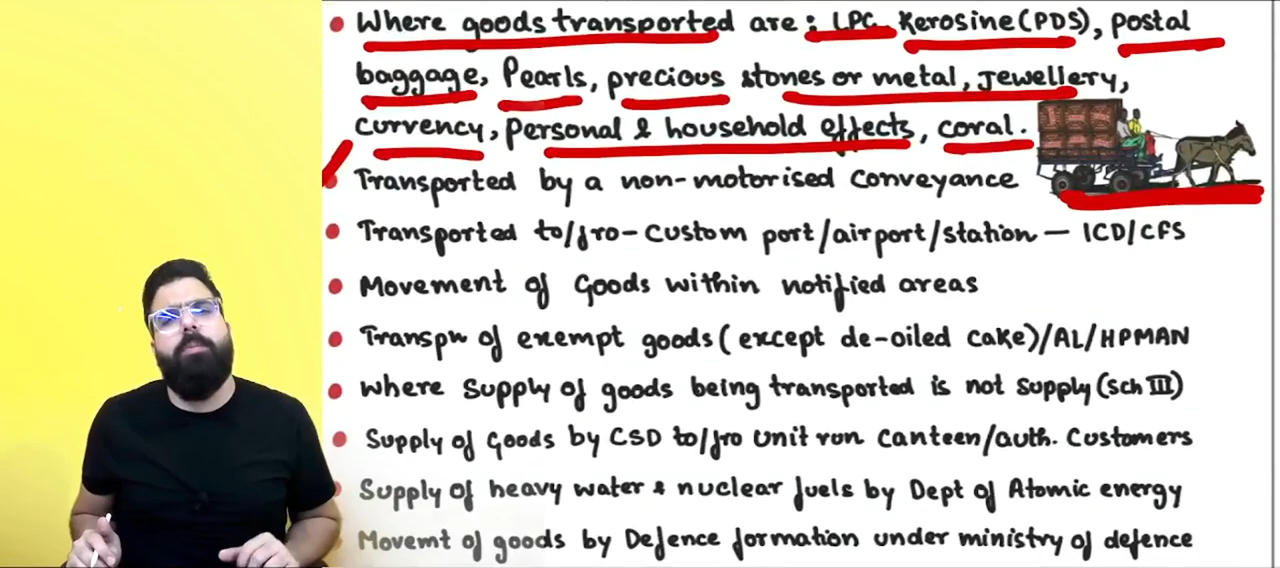 Where goods transported are : LPG, Kerosine (PDS), postal
baggage, Pearls, precious stones or metal, Jewellery,
currency, personal & household effects, coral.
Transported by a non-motorised conveyance
Transported to/fro - custom port/airport/station — ICD/CFS
Movement of Goods within notified areas
Transpn of exempt goods (except de-oiled cake)/AL/HPMAN
where supply of goods being transported is not supply (Sch III)
Supply of Goods by CSD to/fro Unit run Canteen/auth. Customers
Supply of heavy water & nuclear fuels by Dept of Atomic energy
Movemt of goods by Defence formation under ministry of defence